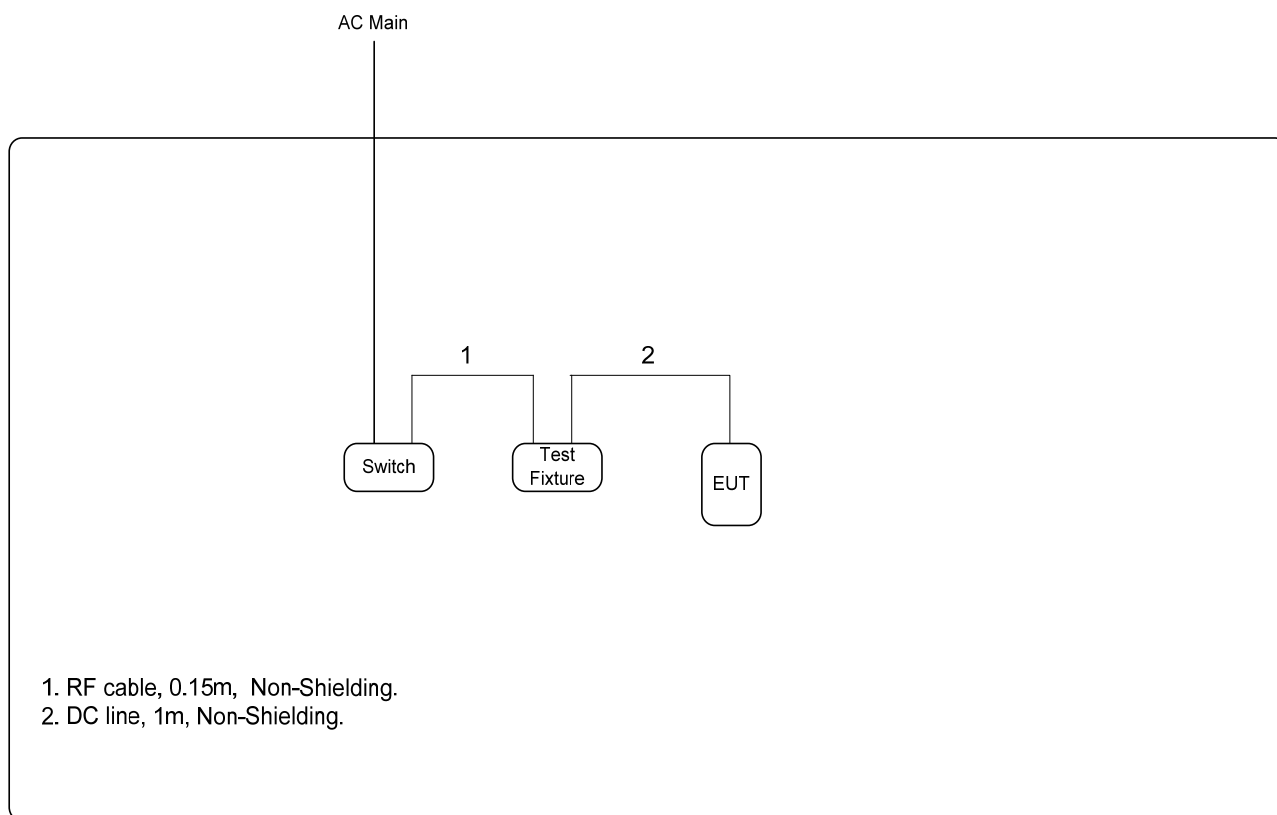 AC Main
1
2
Switch
Test
Fixture
EUT
1. RF cable, 0.15m, Non-Shielding.
2. DC line, 1m, Non-Shielding.